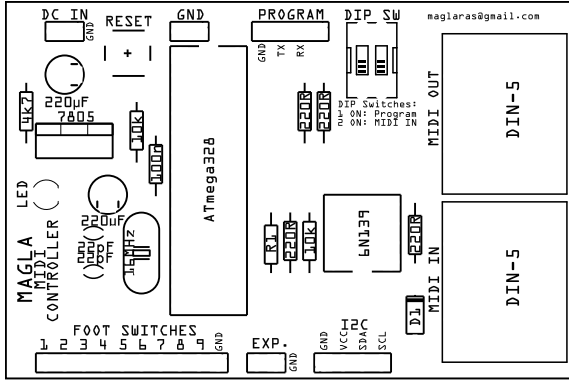 DC IN
GND
RESET
GND
PROGRAM
GND
TX
RX
DIP SW
maglaras@gmail.com
220µF
4k7
7805
10k
100n
ATmega328
220R
220R
DIP Switches:
1 ON: Program
2 ON: MIDI IN
MIDI OUT
DIN-5
LED
220uF
22pF
22pF
16MHz
MAGLA
MIDI
CONTROLLER
R1
220R
10k
6N139
220R
D1
MIDI IN
DIN-5
FOOT SWITCHES
1 2 3 4 5 6 7 8 9 GND
EXP.
GND
I2C
GND
VCC
SDA
SCL